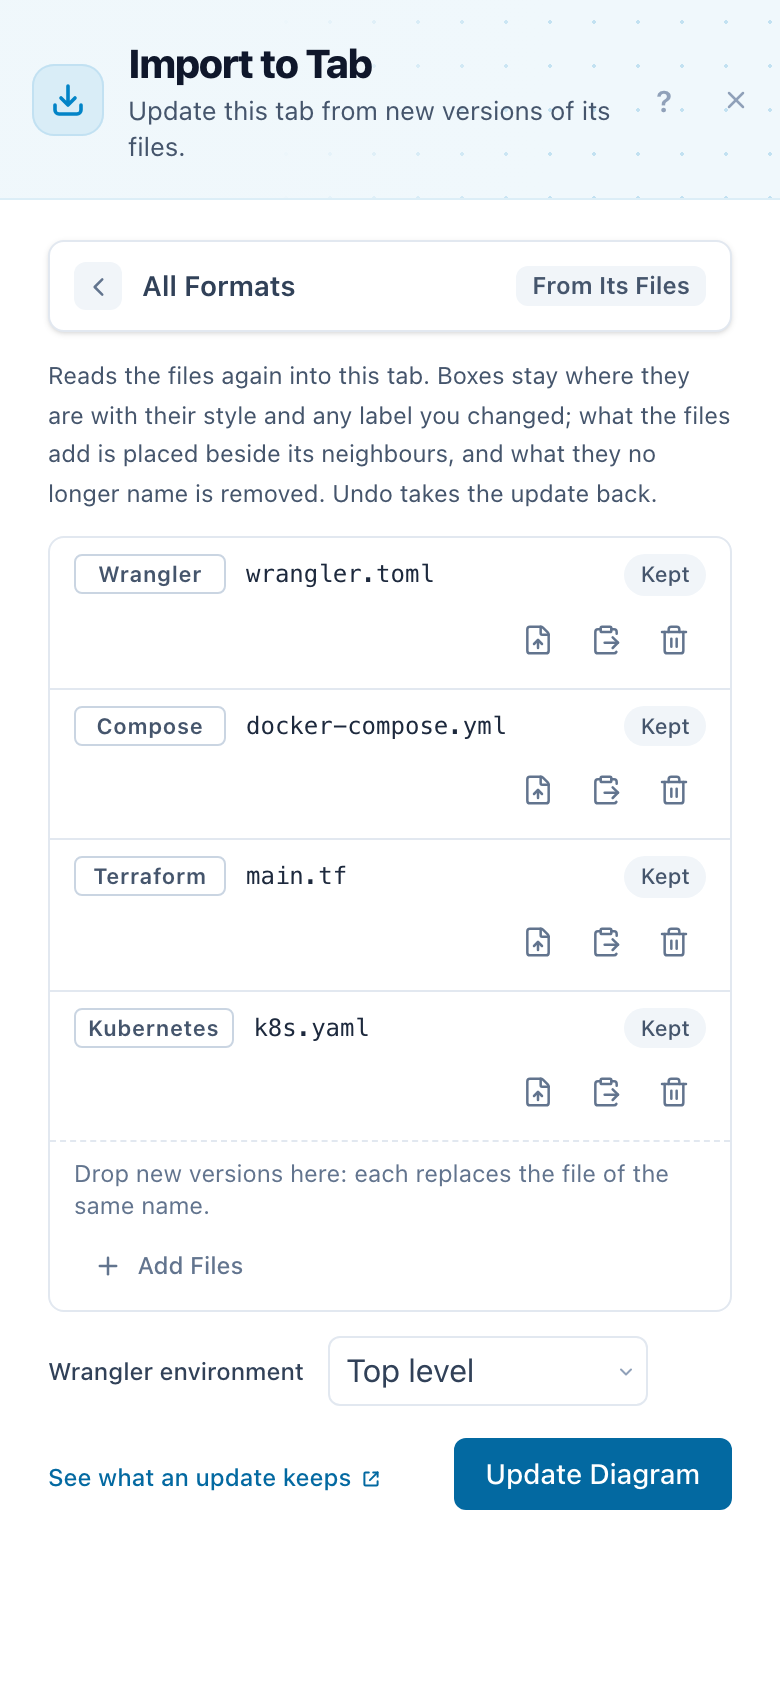 Import to Tab
Update this tab from new versions of its
files.
?
All Formats
From Its Files
Reads the files again into this tab. Boxes stay where they
are with their style and any label you changed; what the files
add is placed beside its neighbours, and what they no
longer name is removed. Undo takes the update back.
Wrangler wrangler.toml Kept
Compose docker-compose.yml Kept
Terraform main.tf Kept
Kubernetes k8s.yaml Kept
Drop new versions here: each replaces the file of the
same name.
Add Files
Wrangler environment Top level
See what an update keeps
Update Diagram